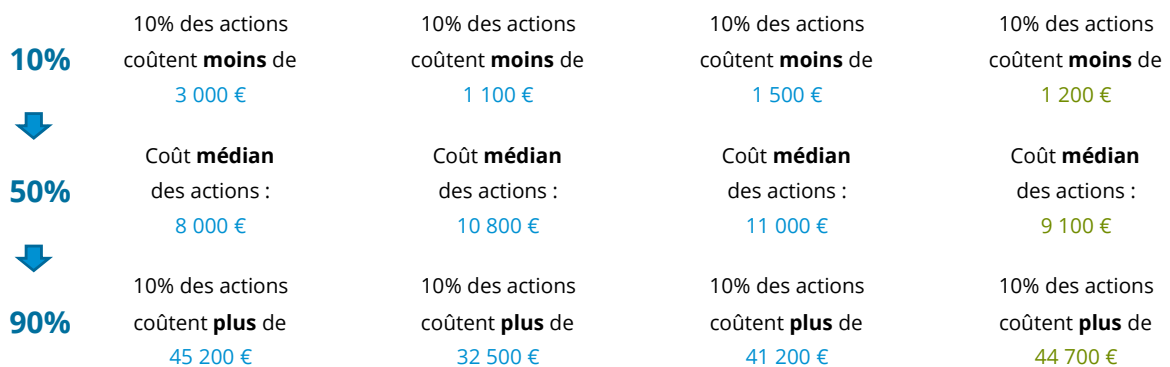 10%
10% des actions
coûtent moins de
3 000 €
10% des actions
coûtent moins de
1 100 €
10% des actions
coûtent moins de
1 500 €
10% des actions
coûtent moins de
1 200 €
50%
Coût médian
des actions :
8 000 €
Coût médian
des actions :
10 800 €
Coût médian
des actions :
11 000 €
Coût médian
des actions :
9 100 €
90%
10% des actions
coûtent plus de
45 200 €
10% des actions
coûtent plus de
32 500 €
10% des actions
coûtent plus de
41 200 €
10% des actions
coûtent plus de
44 700 €